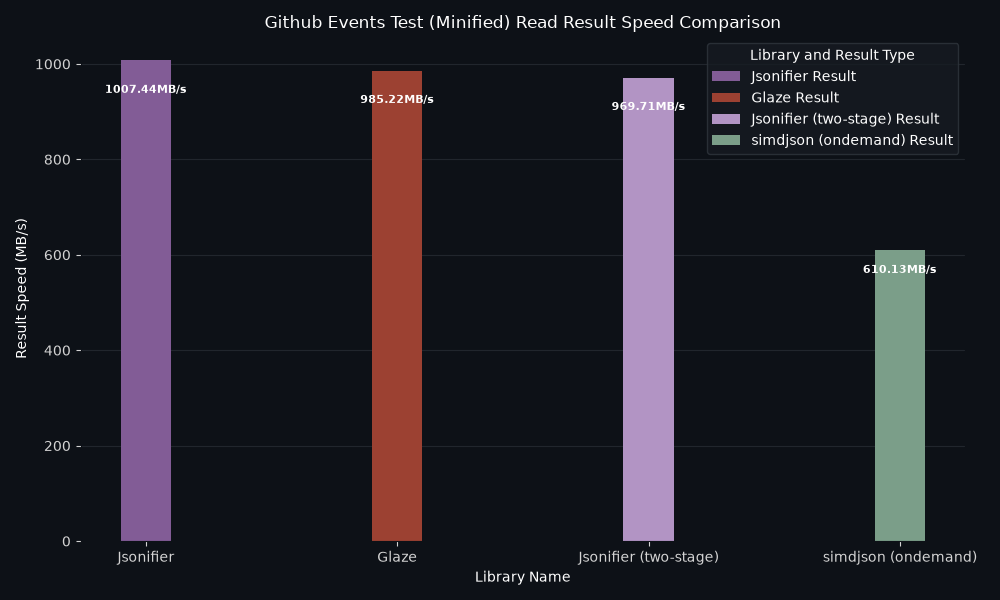 Github Events Test (Minified) Read Result Speed Comparison
Library and Result Type
Jsonifier Result
Glaze Result
Jsonifier (two-stage) Result
simdjson (ondemand) Result
1007.44MB/s
985.22MB/s
969.71MB/s
610.13MB/s
Result Speed (MB/s)
1000
800
600
400
200
0
Jsonifier
Glaze
Jsonifier (two-stage)
simdjson (ondemand)
Library Name